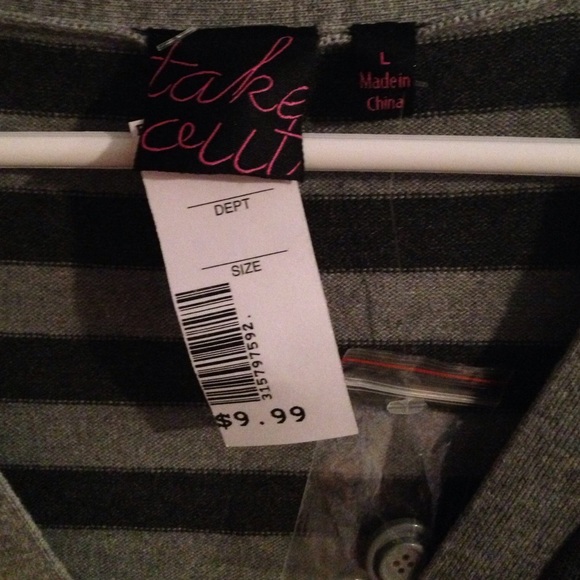 take
out
L
Made in
China
DEPT
SIZE
315797592.
$9.99